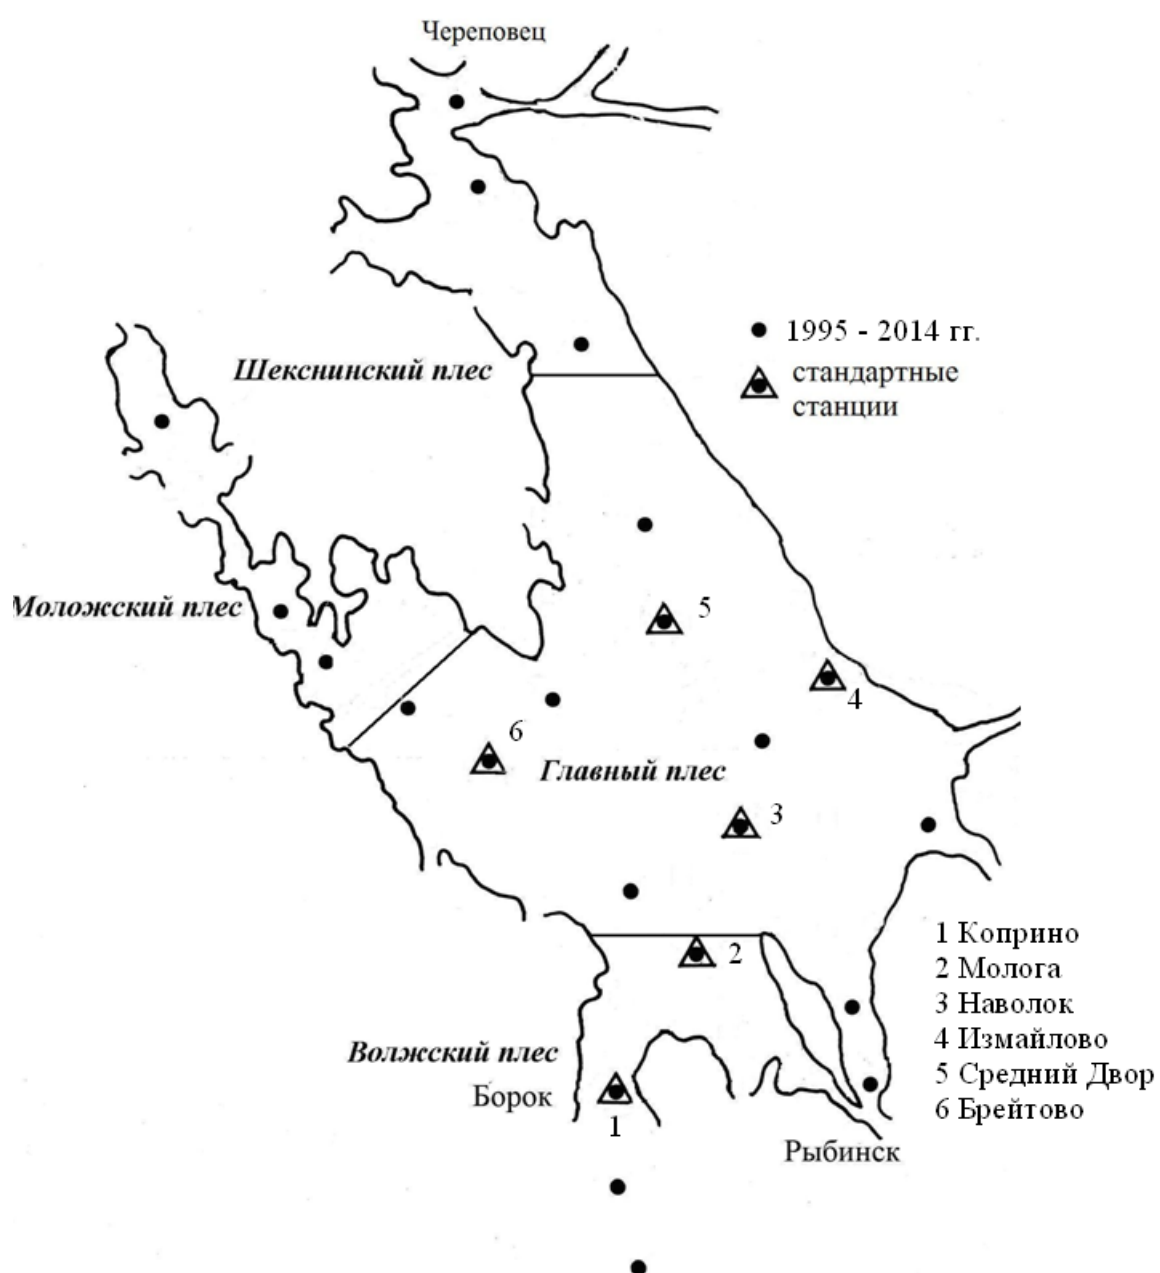 Череповец
1995 - 2014 гг.
Шекснинский плес
стандартные
станции
Моложский плес
5
4
6
Главный плес
3
1 Коприно
2
2 Молога
3 Наволок
4 Измайлово
Волжский плес
5 Средний Двор
Борок
6 Брейтово
1
Рыбинск